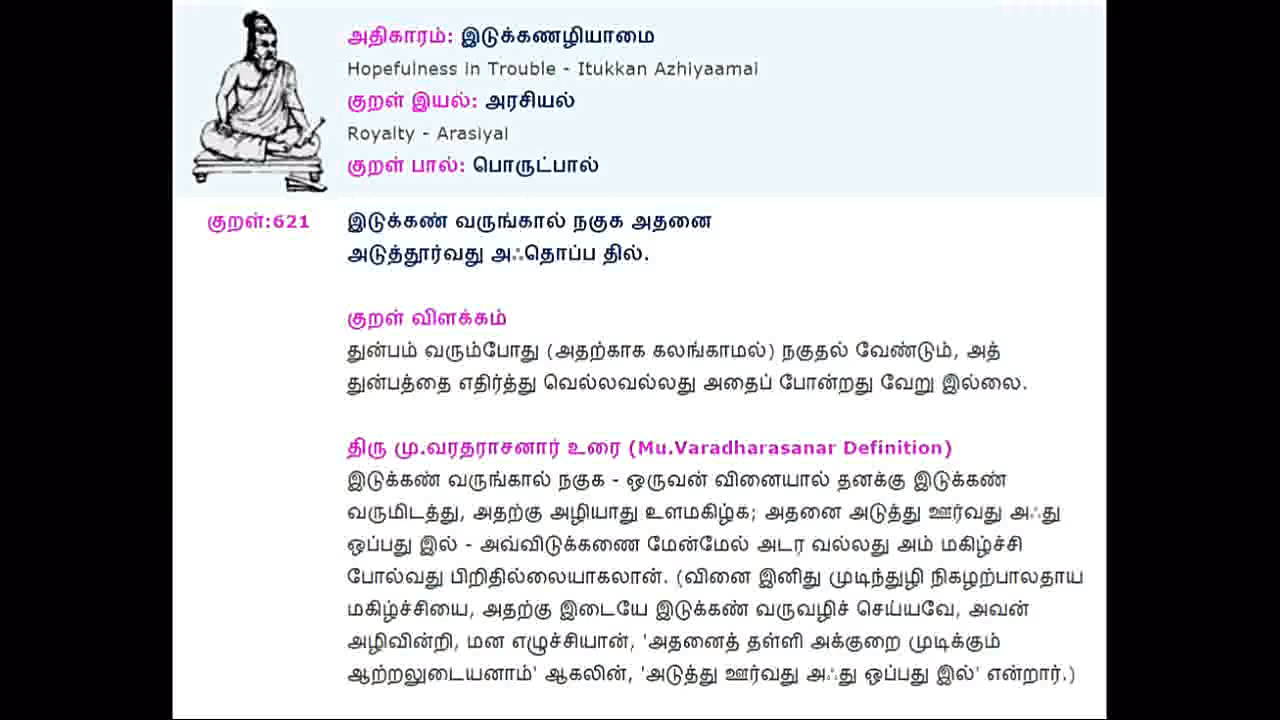 அதிகாரம்: இடுக்கணழியாமை
Hopefulness in Trouble - Itukkan Azhiyaamai
குறள் இயல்: அரசியல்
Royalty - Arasiyal
குறள் பால்: பொருட்பால்
குறள்:621 இடுக்கண் வருங்கால் நகுக அதனை
அடுத்தூர்வது அஃதொப்ப தில்.
குறள் விளக்கம்
துன்பம் வரும்போது (அதற்காக கலங்காமல்) நகுதல் வேண்டும், அத்
துன்பத்தை எதிர்த்து வெல்லவல்லது அதைப் போன்றது வேறு இல்லை.
திரு மு.வரதராசனார் உரை (Mu.Varadharasanar Definition)
இடுக்கண் வருங்கால் நகுக - ஒருவன் வினையால் தனக்கு இடுக்கண்
வருமிடத்து, அதற்கு அழியாது உளமகிழ்க; அதனை அடுத்து ஊர்வது அஃது
ஒப்பது இல் - அவ்விடுக்கணை மேன்மேல் அடர வல்லது அம் மகிழ்ச்சி
போல்வது பிறிதில்லையாகலான். (வினை இனிது முடிந்துழி நிகழற்பாலதாய
மகிழ்ச்சியை, அதற்கு இடையே இடுக்கண் வருவழிச் செய்யவே, அவன்
அழிவின்றி, மன எழுச்சியான், 'அதனைத் தள்ளி அக்குறை முடிக்கும்
ஆற்றலுடையனாம்' ஆகலின், 'அடுத்து ஊர்வது அஃது ஒப்பது இல்' என்றார்.)